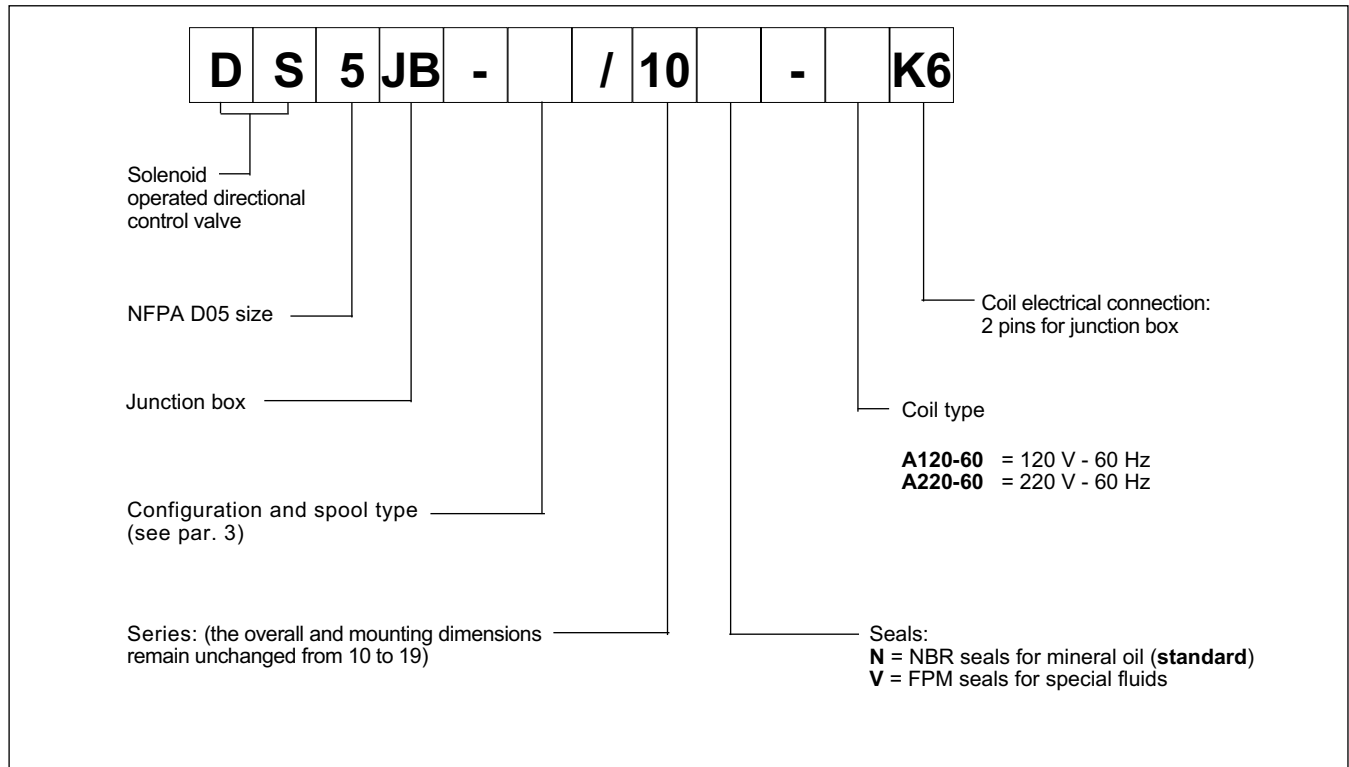 D S 5 JB - / 10 - K6
Solenoid
operated directional
control valve
NFPA D05 size
Coil electrical connection:
2 pins for junction box
Junction box
Coil type
A120-60 = 120 V - 60 Hz
A220-60 = 220 V - 60 Hz
Configuration and spool type
(see par. 3)
Series: (the overall and mounting dimensions
remain unchanged from 10 to 19)
Seals:
N = NBR seals for mineral oil (standard)
V = FPM seals for special fluids